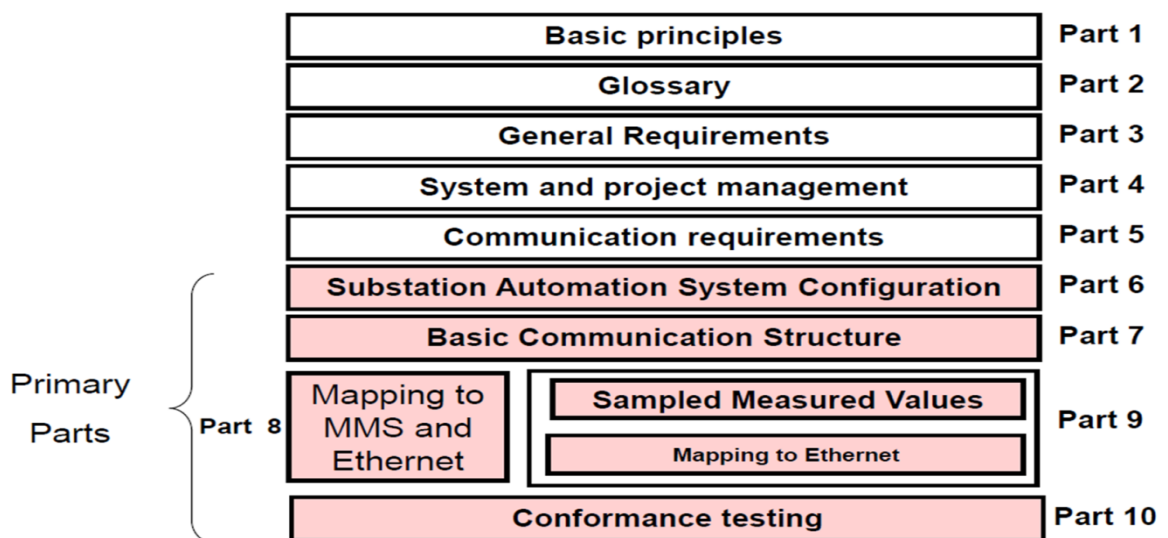 Basic principles Part 1
Glossary Part 2
General Requirements Part 3
System and project management Part 4
Communication requirements Part 5
Substation Automation System Configuration Part 6
Basic Communication Structure Part 7
Primary
Parts
Part 8
Mapping to
MMS and
Ethernet
Sampled Measured Values
Mapping to Ethernet
Part 9
Conformance testing Part 10